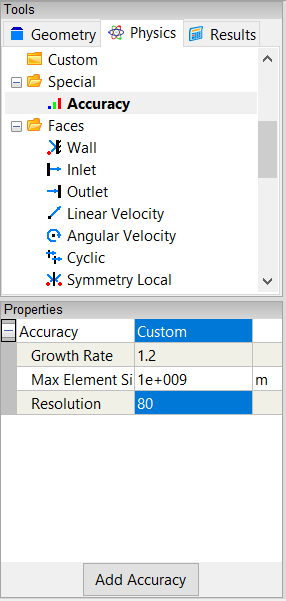 Tools
Geometry Physics Results
Custom
Special
Accuracy
Faces
Wall
Inlet
Outlet
Linear Velocity
Angular Velocity
Cyclic
Symmetry Local
Properties
Accuracy Custom
Growth Rate 1.2
Max Element Si 1e+009 m
Resolution 80
Add Accuracy